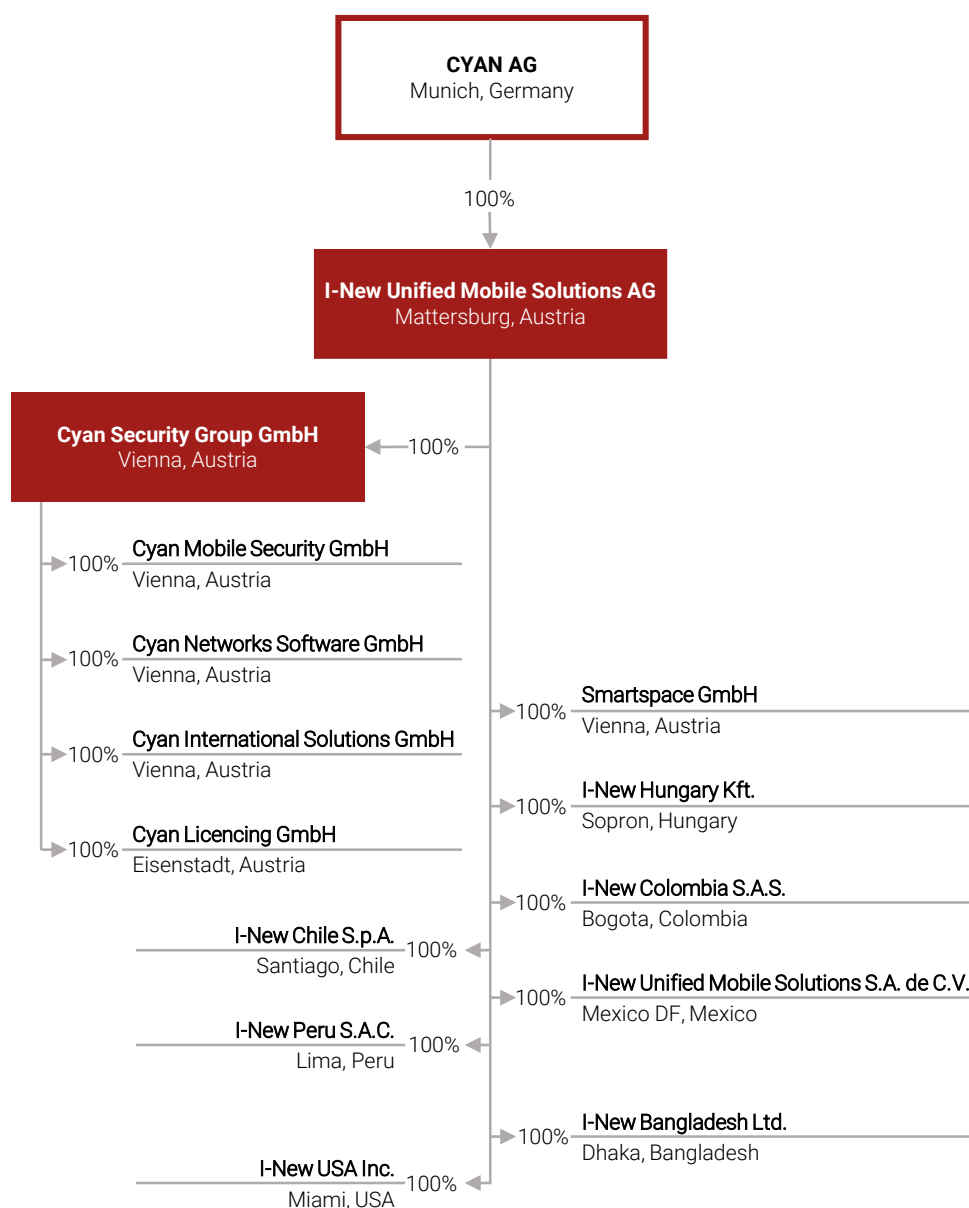 CYAN AG
Munich, Germany
100%
I-New Unified Mobile Solutions AG
Mattersburg, Austria
Cyan Security Group GmbH
Vienna, Austria
100%
100%
Cyan Mobile Security GmbH
Vienna, Austria
100%
Cyan Networks Software GmbH
Vienna, Austria
100%
Cyan International Solutions GmbH
Vienna, Austria
100%
Cyan Licencing GmbH
Eisenstadt, Austria
100%
Smartspace GmbH
Vienna, Austria
100%
I-New Hungary Kft.
Sopron, Hungary
100%
I-New Colombia S.A.S.
Bogota, Colombia
I-New Chile S.p.A.
100%
Santiago, Chile
100%
I-New Unified Mobile Solutions S.A. de C.V.
Mexico DF, Mexico
I-New Peru S.A.C.
100%
Lima, Peru
100%
I-New Bangladesh Ltd.
Dhaka, Bangladesh
I-New USA Inc.
100%
Miami, USA